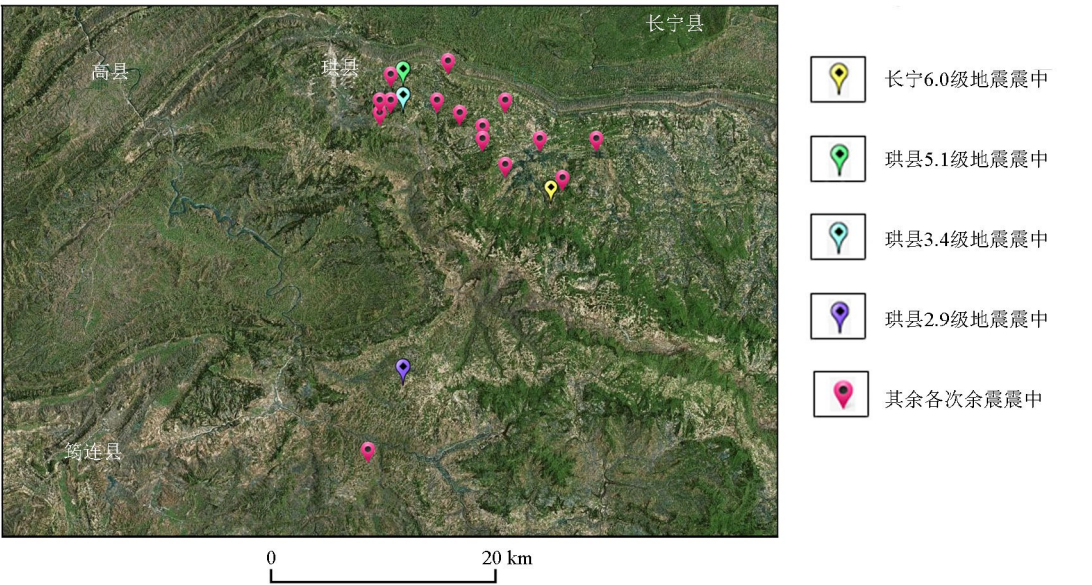 长宁县
高县
珙县
筠连县
长宁6.0级地震震中
珙县5.1级地震震中
珙县3.4级地震震中
珙县2.9级地震震中
其余各次余震震中
0 20 km